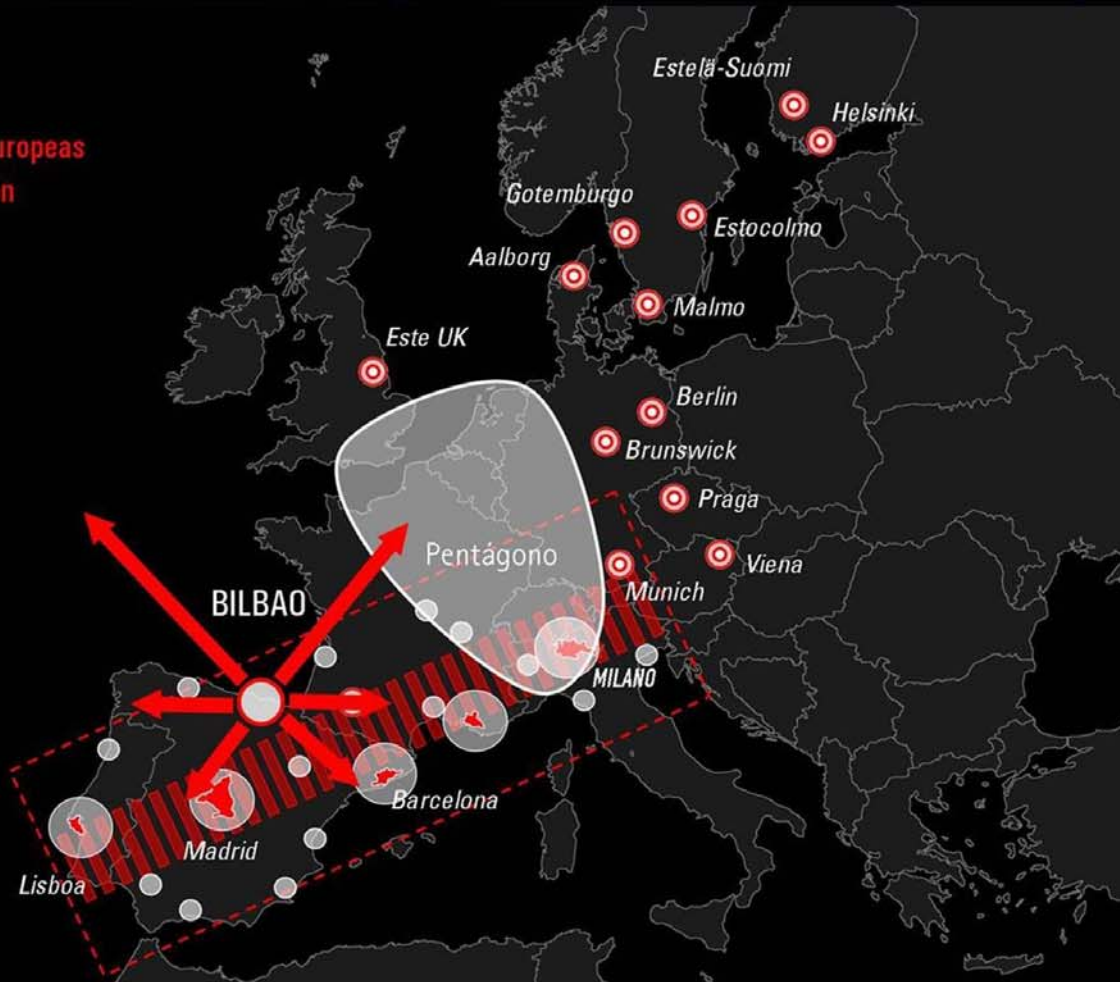 Estelä-Suomi
Helsinki
uropeas
n
Gotemburgo
Estocolmo
Aalborg
Malmo
Este UK
Berlin
Brunswick
Praga
Pentágono
Viena
Munich
BILBAO
MILANO
Barcelona
Madrid
Lisboa